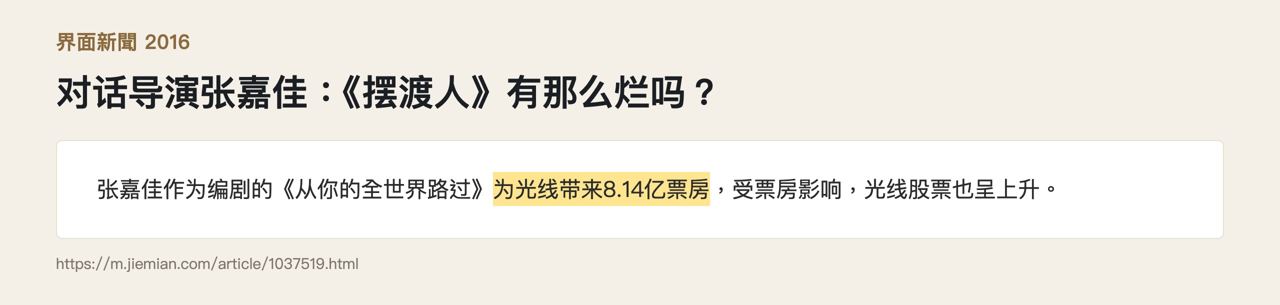 界面新聞 2016
对话导演张嘉佳：《摆渡人》有那么烂吗？
张嘉佳作为编剧的《从你的全世界路过》为光线带来8.14亿票房，受票房影响，光线股票也呈上升。
https://m.jiemian.com/article/1037519.html